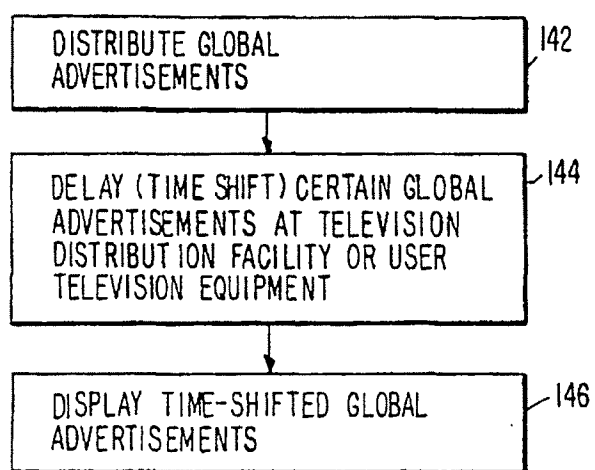 DISTRIBUTE GLOBAL
ADVERTISEMENTS
142
DELAY (TIME SHIFT) CERTAIN GLOBAL
ADVERTISEMENTS AT TELEVISION
DISTRIBUTION FACILITY OR USER
TELEVISION EQUIPMENT
144
DISPLAY TIME-SHIFTED GLOBAL
ADVERTISEMENTS
146